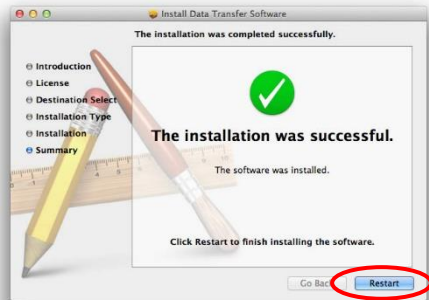 Install Data Transfer Software
The installation was completed successfully.
Introduction
License
Destination Select
Installation Type
Installation
Summary
The installation was successful.
The software was installed.
Click Restart to finish installing the software.
Go Back Restart